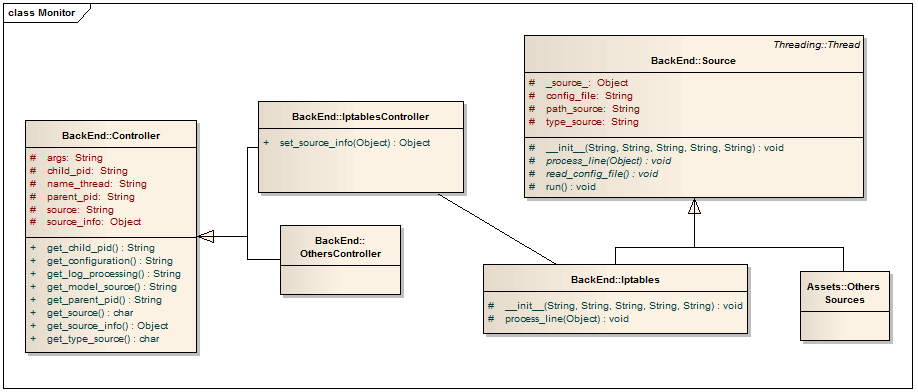 class Monitor
BackEnd::Controller
# args: String
# child_pid: String
# name_thread: String
# parent_pid: String
# source: String
# source_info: Object
+ get_child_pid() : String
+ get_configuration() : String
+ get_log_processing() : String
+ get_model_source() : String
+ get_parent_pid() : String
+ get_source() : char
+ get_source_info() : Object
+ get_type_source() : char
BackEnd::IptablesController
+ set_source_info(Object) : Object
BackEnd::
OthersController
Threading::Thread
BackEnd::Source
# _source_: Object
# config_file: String
# path_source: String
# type_source: String
# __init__(String, String, String, String, String) : void
# process_line(Object) : void
# read_config_file() : void
# run() : void
BackEnd::Iptables
# __init__(String, String, String, String, String) : void
# process_line(Object) : void
Assets::Others
Sources